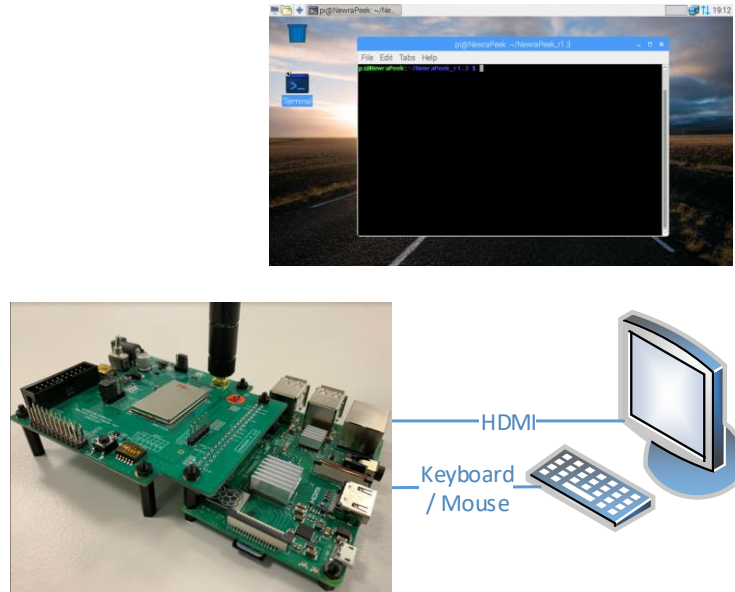 pi@NewraPeek: ~/Ne...
19:12
pi@NewraPeek: ~/NewraPeek_r1.3
File Edit Tabs Help
pi@NewraPeek:~/NewraPeek_r1.3 $
Terminal
HDMI
HDMI
Keyboard
/ Mouse